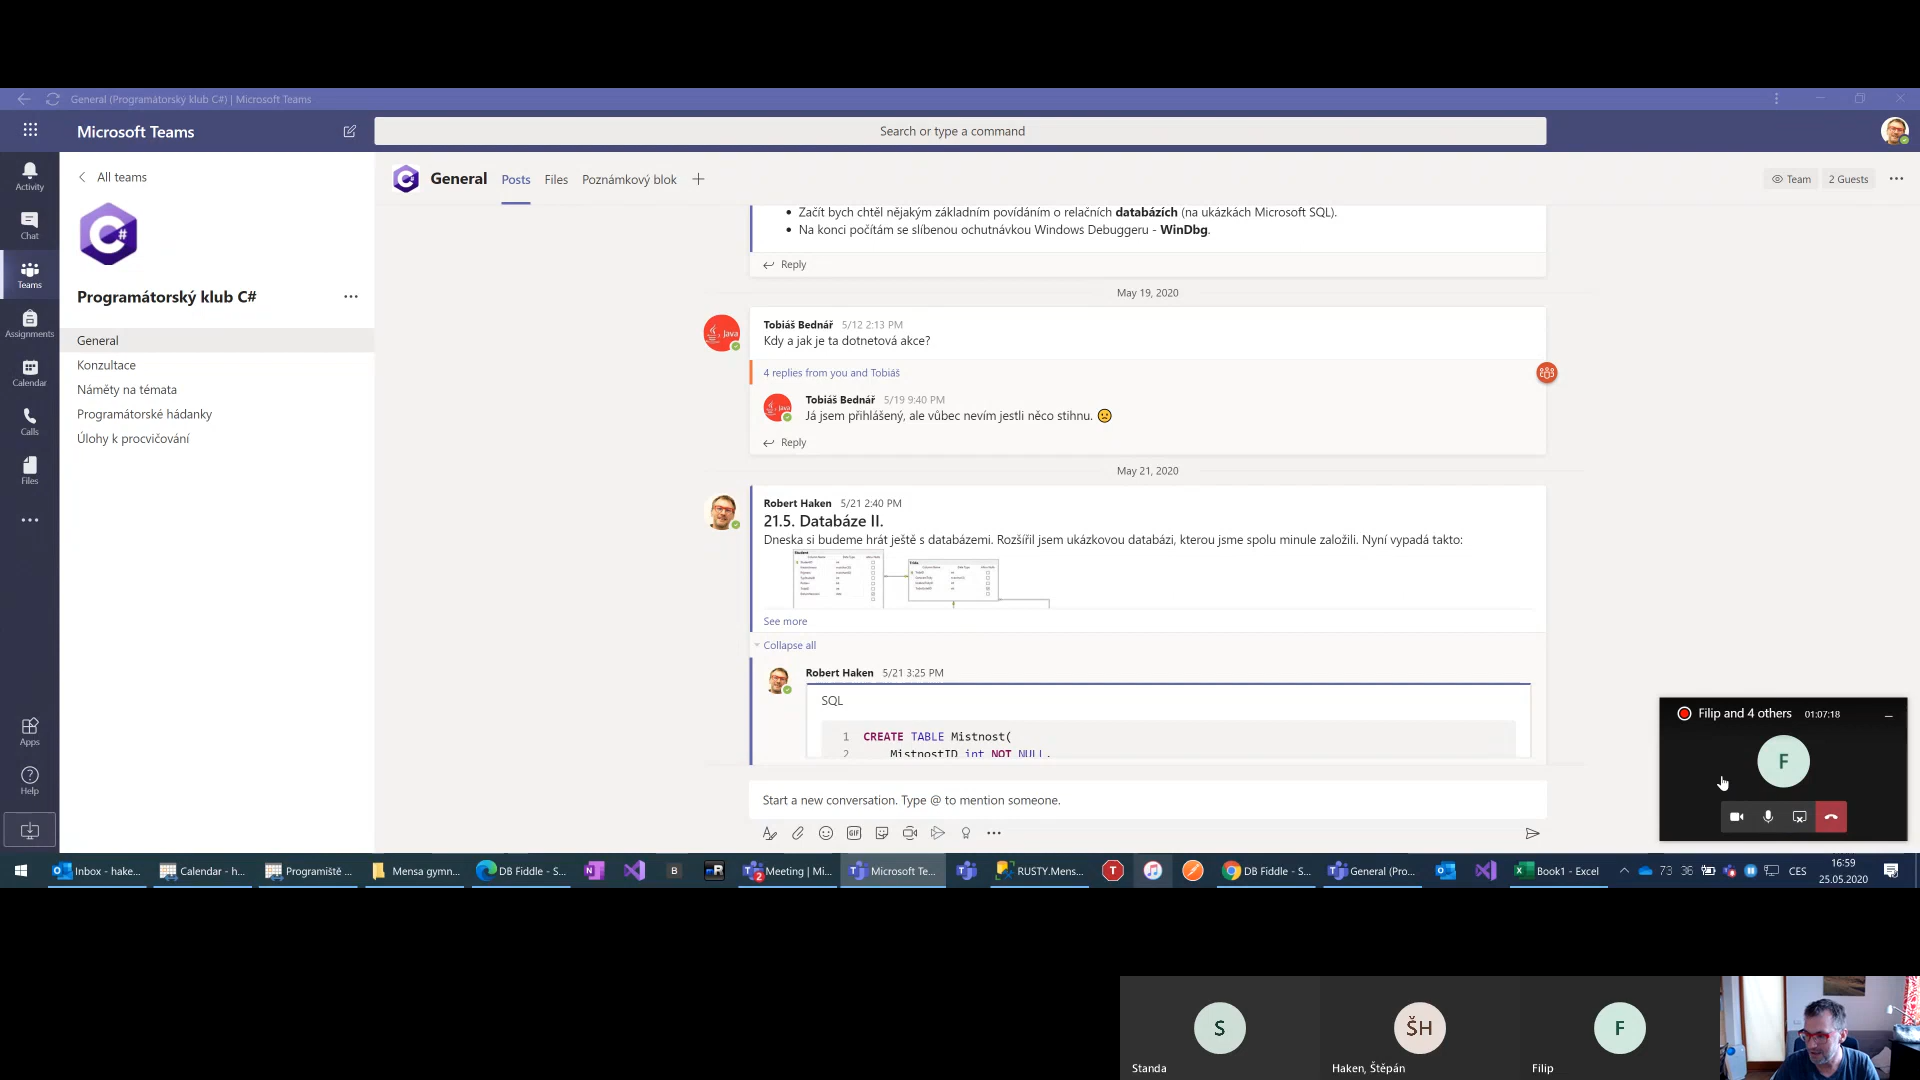 General (Programátorský klub C#) | Microsoft Teams
Microsoft Teams
Search or type a command
Activity
Chat
Teams
Assignments
Calendar
Calls
Files
Apps
Help
All teams
Programátorský klub C#
General
Konzultace
Náměty na témata
Programátorské hádanky
Úlohy k procvičování
General
Posts
Files
Poznámkový blok
Team
2 Guests
Začít bych chtěl nějakým základním povídáním o relačních databázích (na ukázkách Microsoft SQL).
Na konci počítám se slíbenou ochutnávkou Windows Debuggeru - WinDbg.
Reply
May 19, 2020
Tobiáš Bednář 5/12 2:13 PM
Kdy a jak je ta dotnetová akce?
4 replies from you and Tobiáš
Tobiáš Bednář 5/19 9:40 PM
Já jsem přihlášený, ale vůbec nevím jestli něco stihnu.
Reply
May 21, 2020
Robert Haken 5/21 2:40 PM
21.5. Databáze II.
Dneska si budeme hrát ještě s databázemi. Rozšířil jsem ukázkovou databázi, kterou jsme spolu minule založili. Nyní vypadá takto:
See more
Collapse all
Robert Haken 5/21 3:25 PM
SQL
1 CREATE TABLE Mistnost(
2 MistnostID int NOT NULL,
Start a new conversation. Type @ to mention someone.
Filip and 4 others 01:07:18
F
Inbox - hake...
Calendar - h...
Programiště ...
Mensa gymn...
DB Fiddle - S...
Meeting | Mi...
Microsoft Te...
RUSTY.Mens...
DB Fiddle - S...
General (Pro...
Book1 - Excel
73 36
CES
16:59
25.05.2020
S
Standa
ŠH
Haken, Štěpán
F
Filip